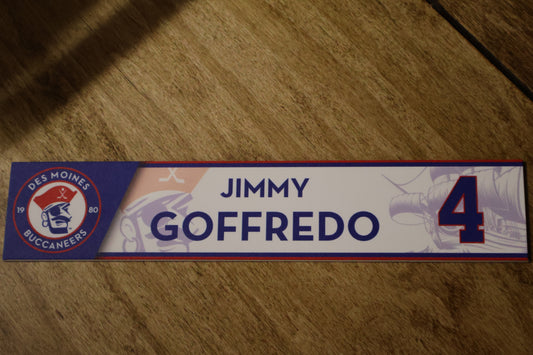 DES MOINES
19 80
BUCCANEERS
JIMMY
GOFFREDO
4